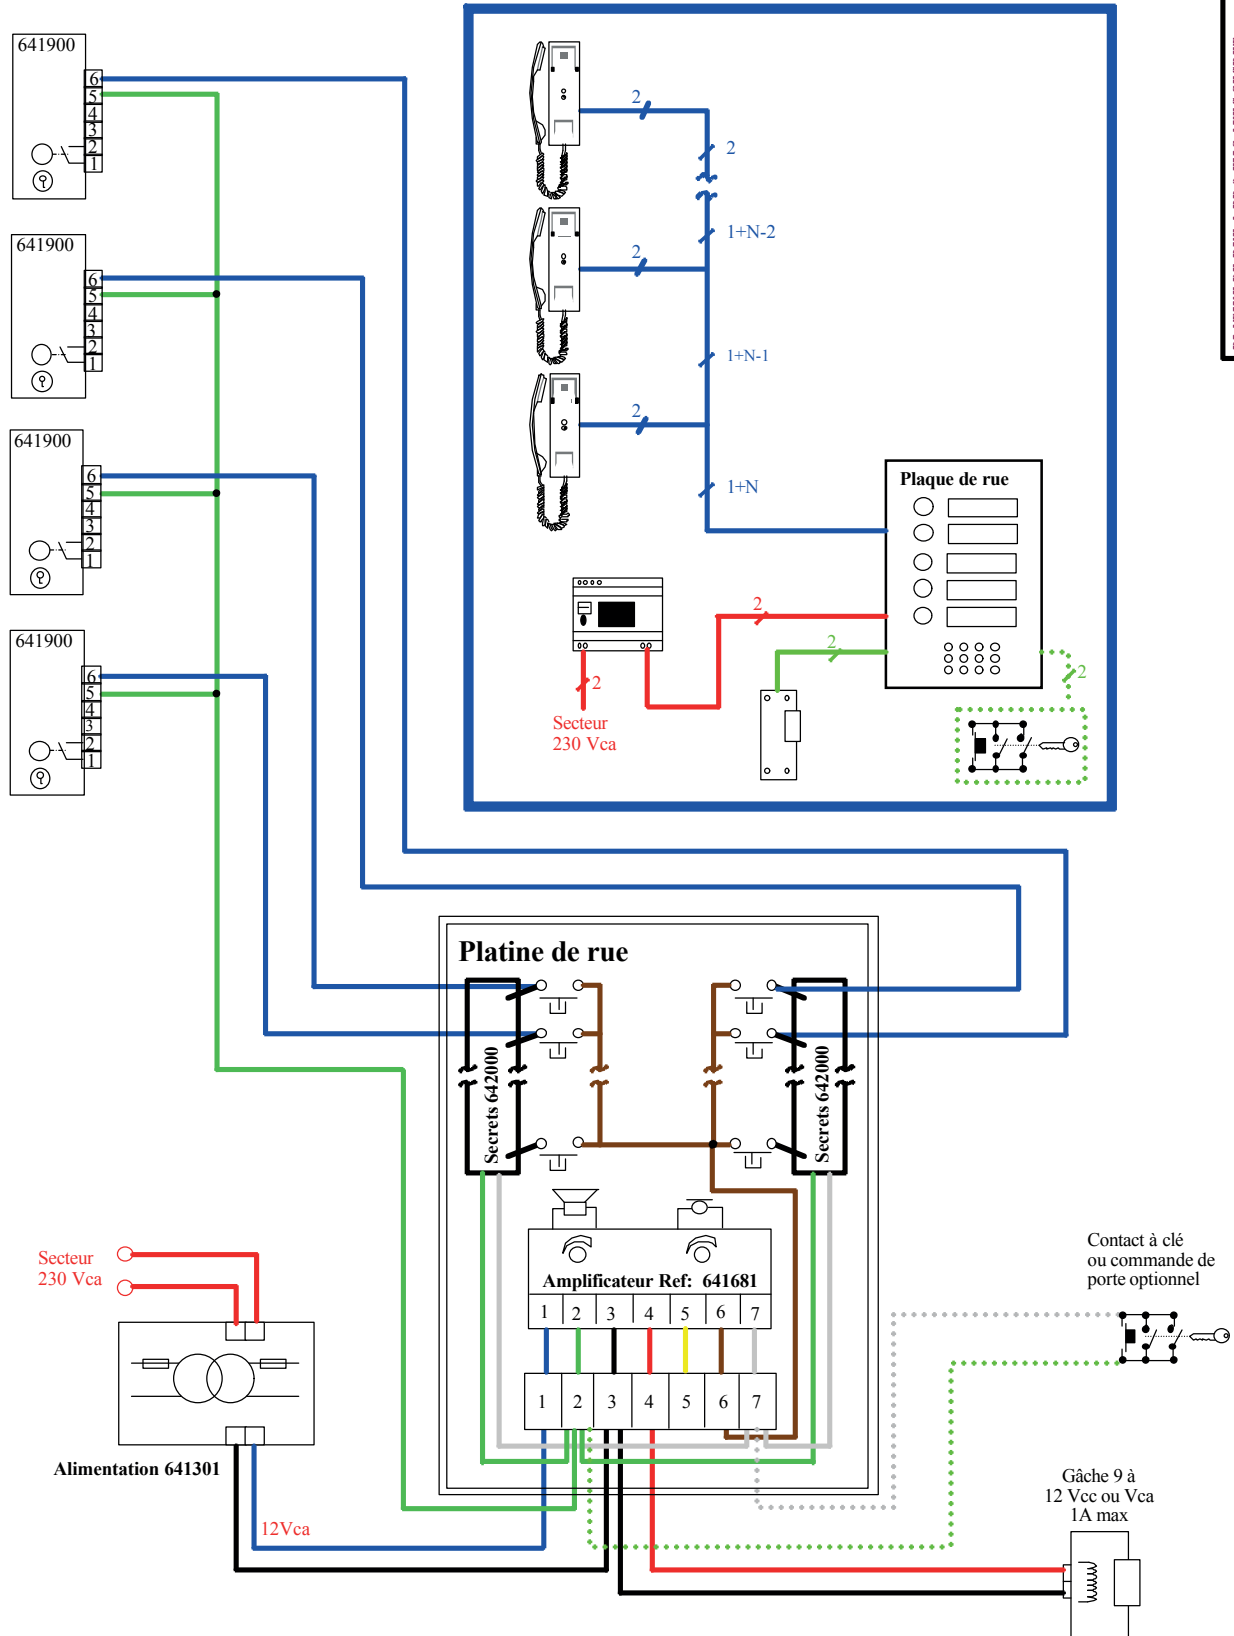 641900
6
5
4
3
2
1
641900
6
5
4
3
2
1
641900
6
5
4
3
2
1
641900
6
5
4
3
2
1
2
2
1+N-2
2
1+N-1
2
1+N
Plaque de rue
2
2
2
2
Secteur
230 Vca
Platine de rue
Secrets 642000
Secrets 642000
Amplificateur Ref: 641681
1 2 3 4 5 6 7
1 2 3 4 5 6 7
Secteur
230 Vca
Alimentation 641301
12Vca
Contact à clé
ou commande de
porte optionnel
Gâche 9 à
12 Vcc ou Vca
1A max